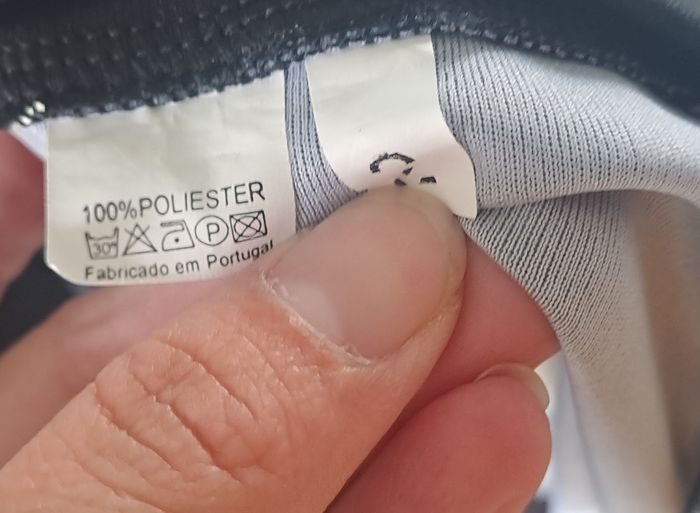 100%POLIESTER
30°
P
Fabricado em Portugal